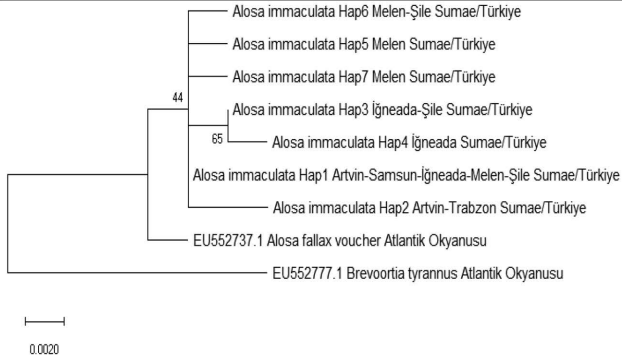 Alosa immaculata Hap6 Melen-Şile Sumae/Türkiye
Alosa immaculata Hap5 Melen Sumae/Türkiye
44
Alosa immaculata Hap7 Melen Sumae/Türkiye
Alosa immaculata Hap3 İğneada-Şile Sumae/Türkiye
65
Alosa immaculata Hap4 İğneada Sumae/Türkiye
Alosa immaculata Hap1 Artvin-Samsun-İğneada-Melen-Şile Sumae/Türkiye
Alosa immaculata Hap2 Artvin-Trabzon Sumae/Türkiye
EU552737.1 Alosa fallax voucher Atlantik Okyanusu
EU552777.1 Brevoortia tyrannus Atlantik Okyanusu
0.0020